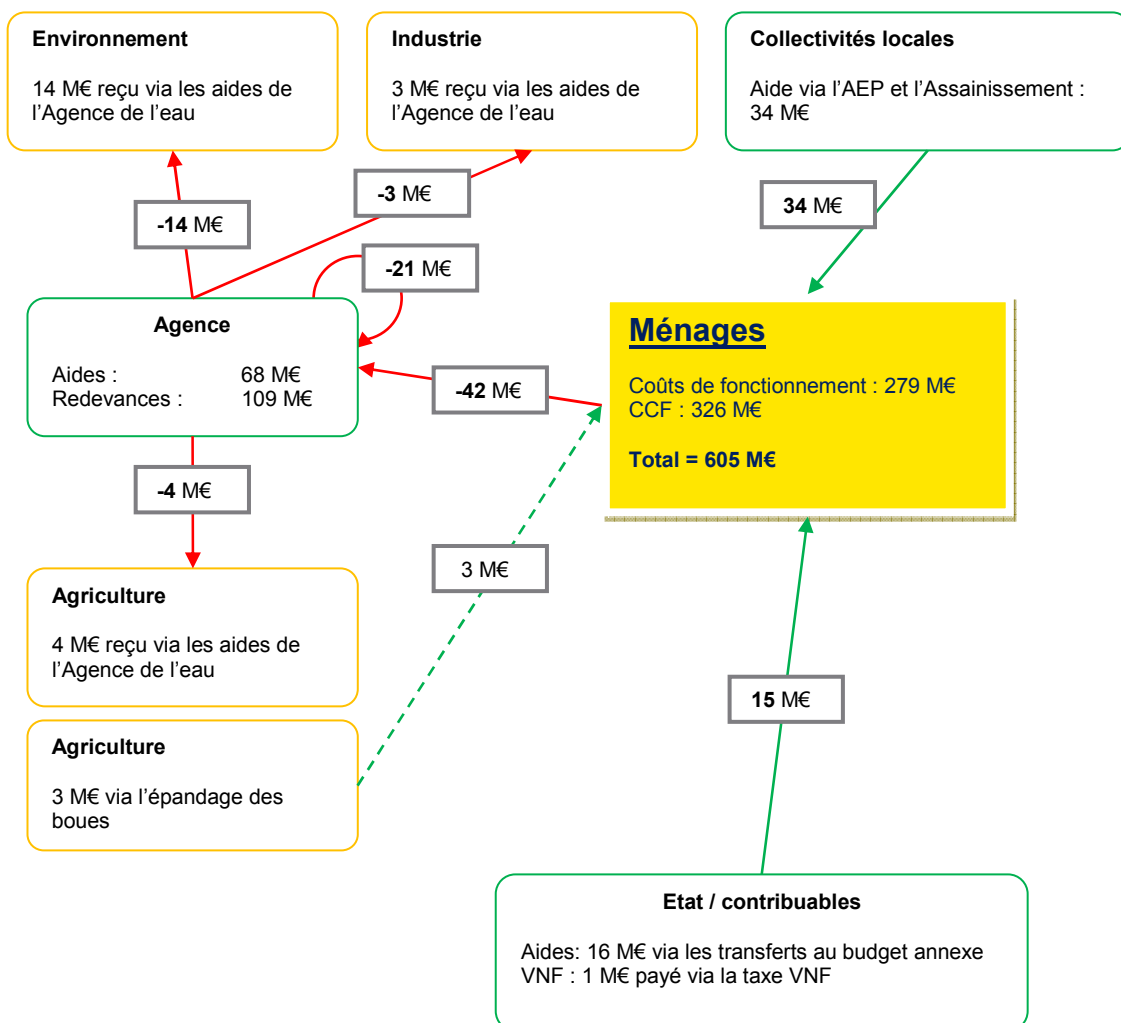 Environnement
14 M€ reçu via les aides de
l'Agence de l'eau
Industrie
3 M€ reçu via les aides de
l'Agence de l'eau
Collectivités locales
Aide via l'AEP et l'Assainissement :
34 M€
-14 M€
-3 M€
34 M€
-21 M€
Agence
Aides : 68 M€
Redevances : 109 M€
-42 M€
Ménages
Coûts de fonctionnement : 279 M€
CCF : 326 M€
Total = 605 M€
-4 M€
3 M€
Agriculture
4 M€ reçu via les aides de
l'Agence de l'eau
15 M€
Agriculture
3 M€ via l'épandage des
boues
Etat / contribuables
Aides: 16 M€ via les transferts au budget annexe
VNF : 1 M€ payé via la taxe VNF